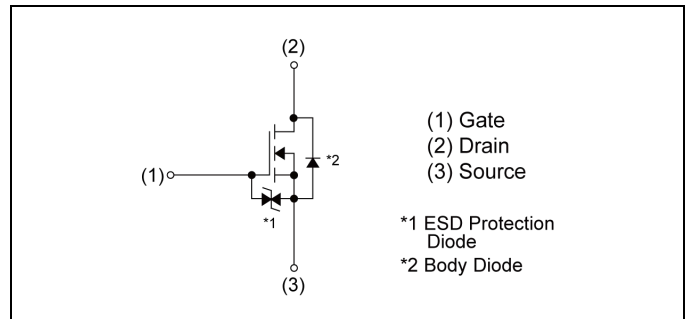 (2)
*2
(1)
*1
(3)
(1) Gate
(2) Drain
(3) Source
*1 ESD Protection
Diode
*2 Body Diode